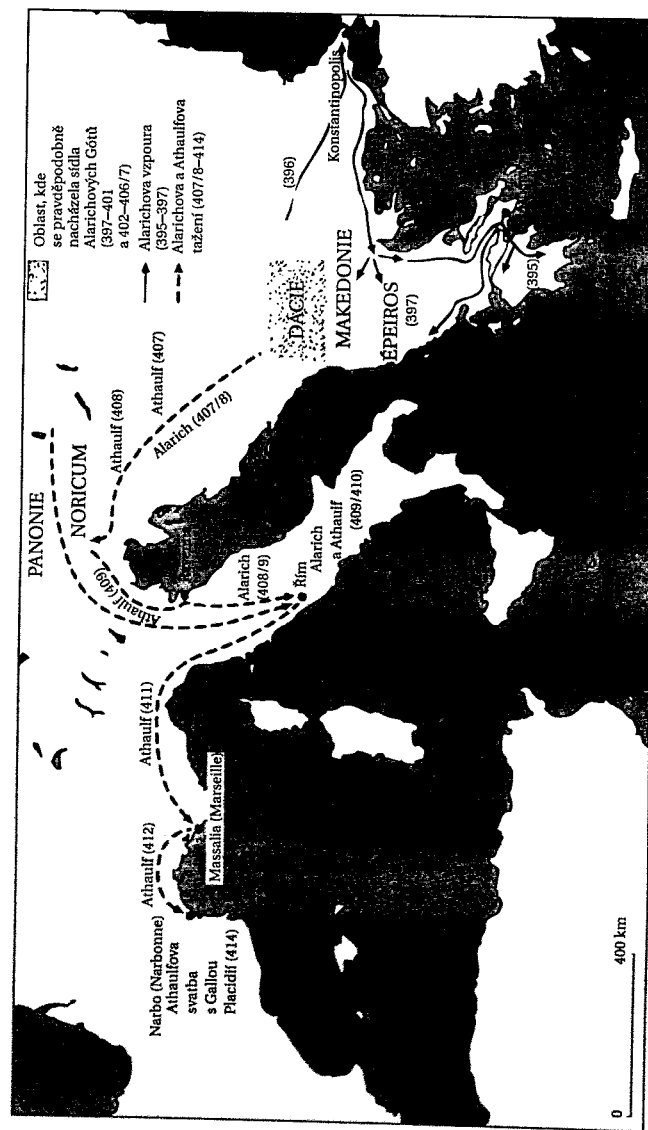 Oblast, kde
se pravděpodobně
nacházela sídla
Alarichových Gótů
(397–401
a 402–406/7)
Alarichova vzpoura
(395–397)
Alarichova a Athaulfova
tažení (407/8–414)
PANONIE
NORICUM
Athaulf (408)
Athaulf (407)
Alarich (407/8)
Athaulf (409)
Alarich
(408/9)
Řím
Alarich
a Athaulf
(409/410)
DÁCIE
MAKEDONIE
ÉPEIROS
(397)
(396)
Konstantinopolis
(395)
Athaulf (411)
Massalia (Marseille)
Athaulf (412)
Narbo (Narbonne)
Athaulfova
svatba
s Gallou
Placidií (414)
0
400 km